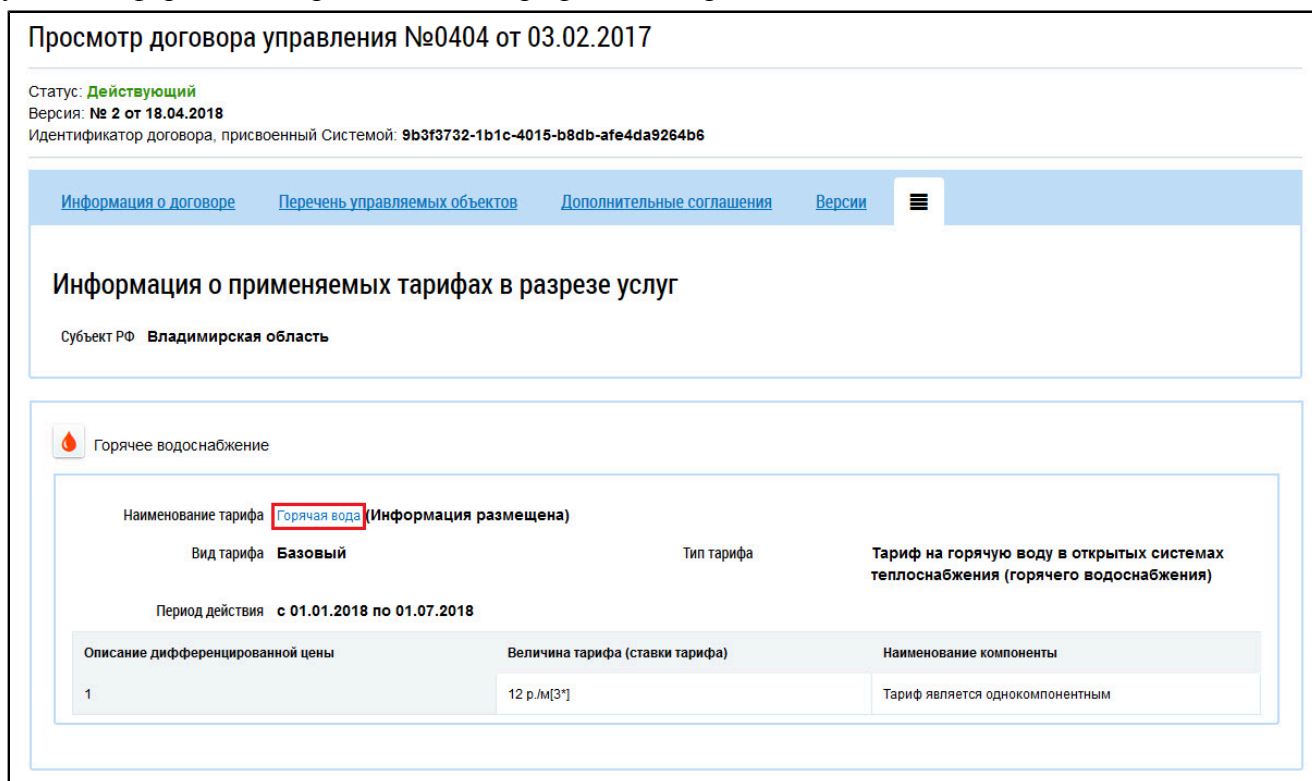 Просмотр договора управления №0404 от 03.02.2017
Статус: Действующий
Версия: № 2 от 18.04.2018
Идентификатор договора, присвоенный Системой: 9b3f3732-1b1c-4015-b8db-afe4da9264b6
Информация о договоре Перечень управляемых объектов Дополнительные соглашения Версии
Информация о применяемых тарифах в разрезе услуг
Субъект РФ Владимирская область
Горячее водоснабжение
Наименование тарифа Горячая вода (Информация размещена)
Вид тарифа Базовый Тип тарифа Тариф на горячую воду в открытых системах
теплоснабжения (горячего водоснабжения)
Период действия с 01.01.2018 по 01.07.2018
Описание дифференцированной цены Величина тарифа (ставки тарифа) Наименование компоненты
1 12 р./м[3*] Тариф является однокомпонентным